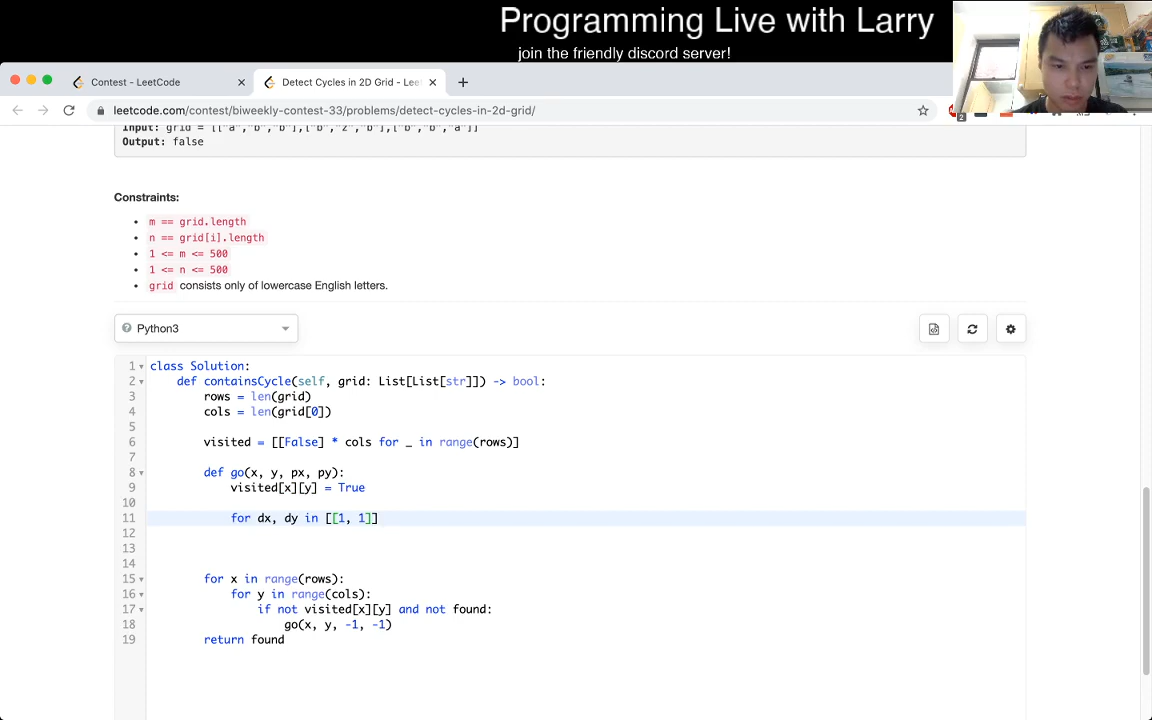 Programming Live with Larry
join the friendly discord server!
Contest - LeetCode
Detect Cycles in 2D Grid - Lee
leetcode.com/contest/biweekly-contest-33/problems/detect-cycles-in-2d-grid/
2
Input: grid = [["a","b","b"],["b","z","b"],["b","b","a"]]
Output: false
Constraints:
m == grid.length
n == grid[i].length
1 <= m <= 500
1 <= n <= 500
grid consists only of lowercase English letters.
Python3
1 class Solution:
2 def containsCycle(self, grid: List[List[str]]) -> bool:
3 rows = len(grid)
4 cols = len(grid[0])
5
6 visited = [[False] * cols for _ in range(rows)]
7
8 def go(x, y, px, py):
9 visited[x][y] = True
10
11 for dx, dy in [[1, 1]]
12
13
14
15 for x in range(rows):
16 for y in range(cols):
17 if not visited[x][y] and not found:
18 go(x, y, -1, -1)
19 return found